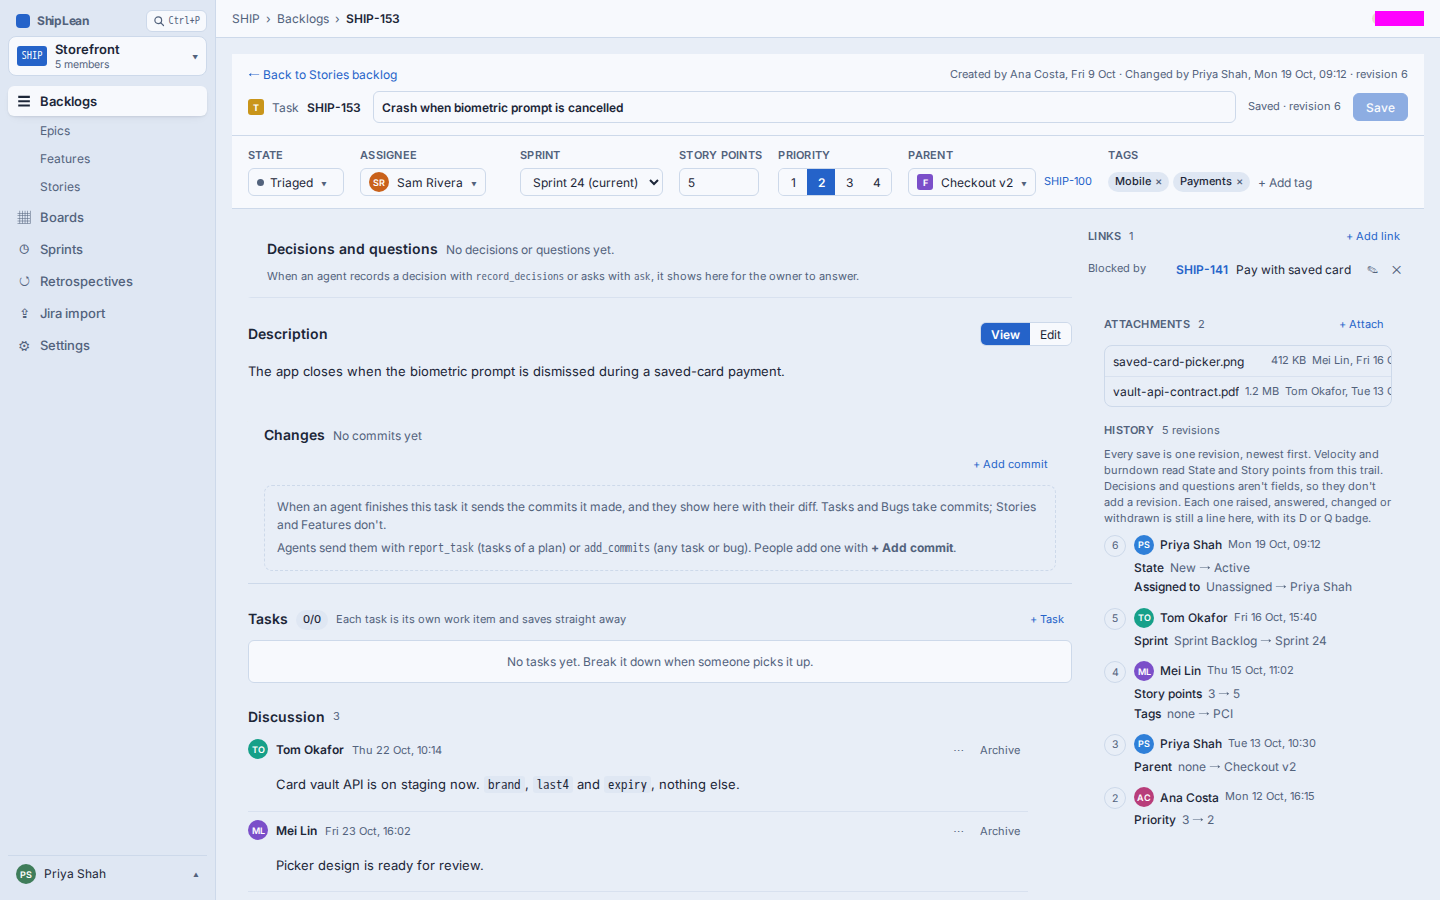 ShipLean
Ctrl+P
SHIP
Storefront
5 members
Backlogs
Epics
Features
Stories
Boards
Sprints
Retrospectives
Jira import
Settings
Priya Shah
PS
SHIP › Backlogs › SHIP-153
← Back to Stories backlog
Created by Ana Costa, Fri 9 Oct · Changed by Priya Shah, Mon 19 Oct, 09:12 · revision 6
T Task SHIP-153 Crash when biometric prompt is cancelled
Saved · revision 6
Save
STATE
Triaged
ASSIGNEE
SR Sam Rivera
SPRINT
Sprint 24 (current)
STORY POINTS
5
PRIORITY
1 2 3 4
PARENT
F Checkout v2
SHIP-100
TAGS
Mobile × Payments × + Add tag
Decisions and questions No decisions or questions yet.
When an agent records a decision with record_decisions or asks with ask, it shows here for the owner to answer.
Description
View Edit
The app closes when the biometric prompt is dismissed during a saved-card payment.
Changes No commits yet
+ Add commit
When an agent finishes this task it sends the commits it made, and they show here with their diff. Tasks and Bugs take commits; Stories
and Features don't.
Agents send them with report_task (tasks of a plan) or add_commits (any task or bug). People add one with + Add commit.
Tasks 0/0 Each task is its own work item and saves straight away
+ Task
No tasks yet. Break it down when someone picks it up.
Discussion 3
TO Tom Okafor Thu 22 Oct, 10:14
··· Archive
Card vault API is on staging now. brand, last4 and expiry, nothing else.
ML Mei Lin Fri 23 Oct, 16:02
··· Archive
Picker design is ready for review.
LINKS 1
+ Add link
Blocked by SHIP-141 Pay with saved card
ATTACHMENTS 2
+ Attach
saved-card-picker.png 412 KB Mei Lin, Fri 16
vault-api-contract.pdf 1.2 MB Tom Okafor, Tue 13
HISTORY 5 revisions
Every save is one revision, newest first. Velocity and
burndown read State and Story points from this trail.
Decisions and questions aren't fields, so they don't
add a revision. Each one raised, answered, changed or
withdrawn is still a line here, with its D or Q badge.
6 PS Priya Shah Mon 19 Oct, 09:12
State New → Active
Assigned to Unassigned → Priya Shah
5 TO Tom Okafor Fri 16 Oct, 15:40
Sprint Sprint Backlog → Sprint 24
4 ML Mei Lin Thu 15 Oct, 11:02
Story points 3 → 5
Tags none → PCI
3 PS Priya Shah Tue 13 Oct, 10:30
Parent none → Checkout v2
2 AC Ana Costa Mon 12 Oct, 16:15
Priority 3 → 2